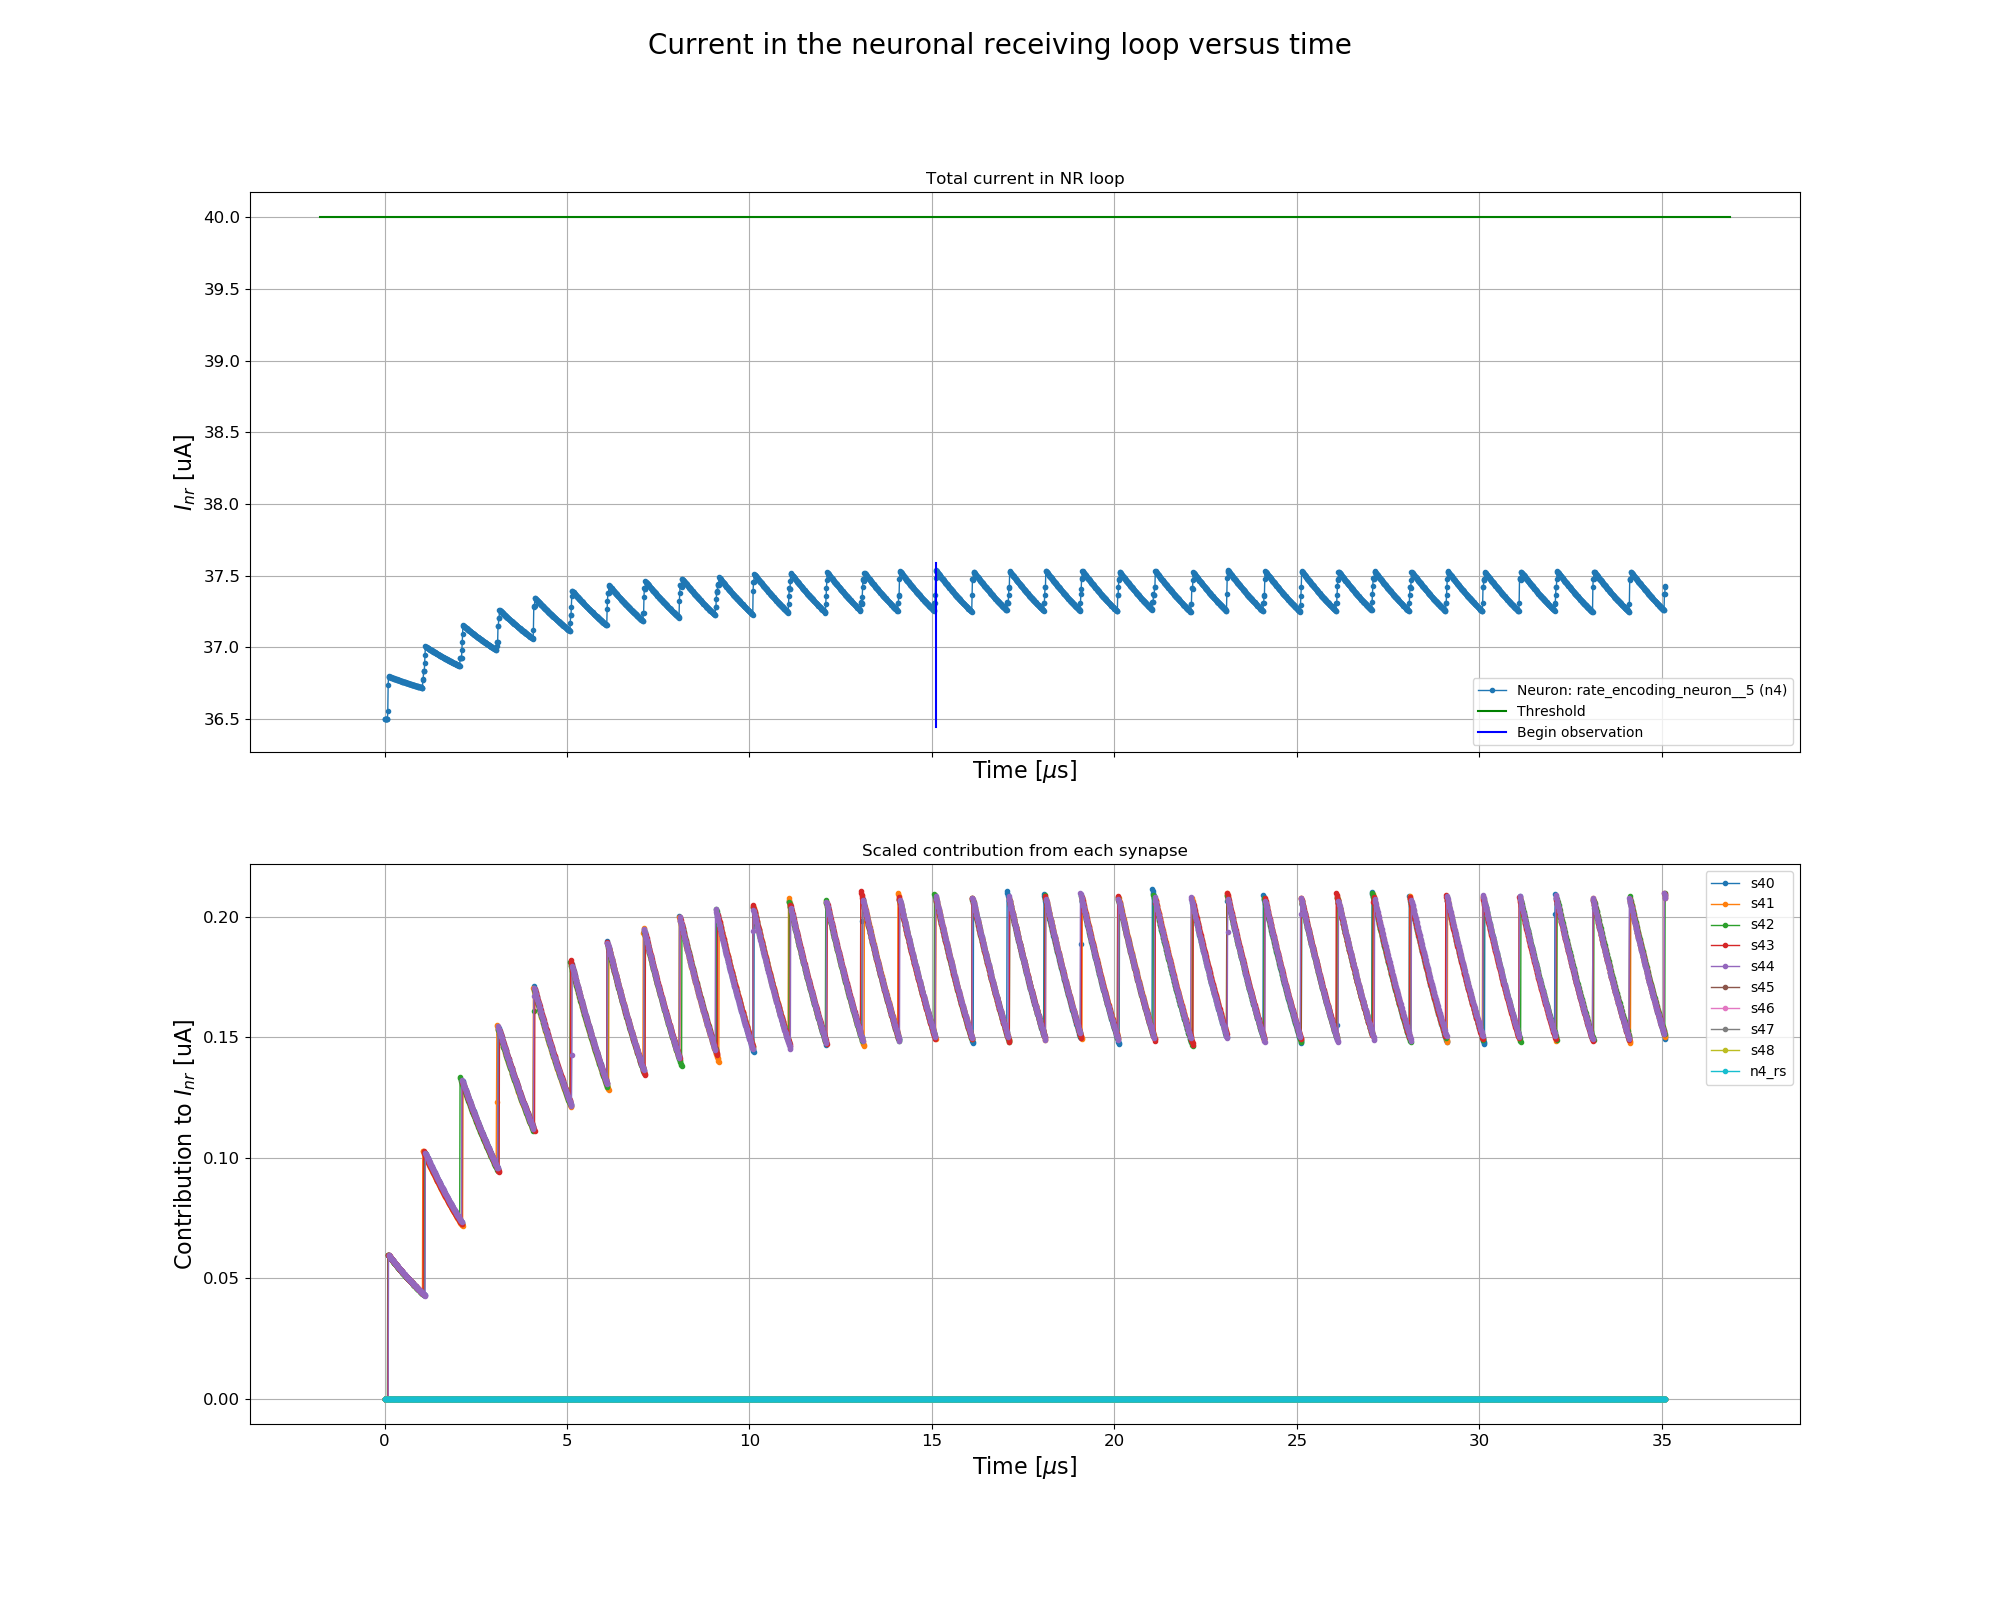 Current in the neuronal receiving loop versus time
Total current in NR loop
40.0
39.5
39.0
38.5
38.0
37.5
37.0
36.5
I_nr [uA]
Neuron: rate_encoding_neuron__5 (n4)
Threshold
Begin observation
Time [μs]
Scaled contribution from each synapse
0.20
0.15
0.10
0.05
0.00
Contribution to I_nr [uA]
s40
s41
s42
s43
s44
s45
s46
s47
s48
n4_rs
0 5 10 15 20 25 30 35
Time [μs]